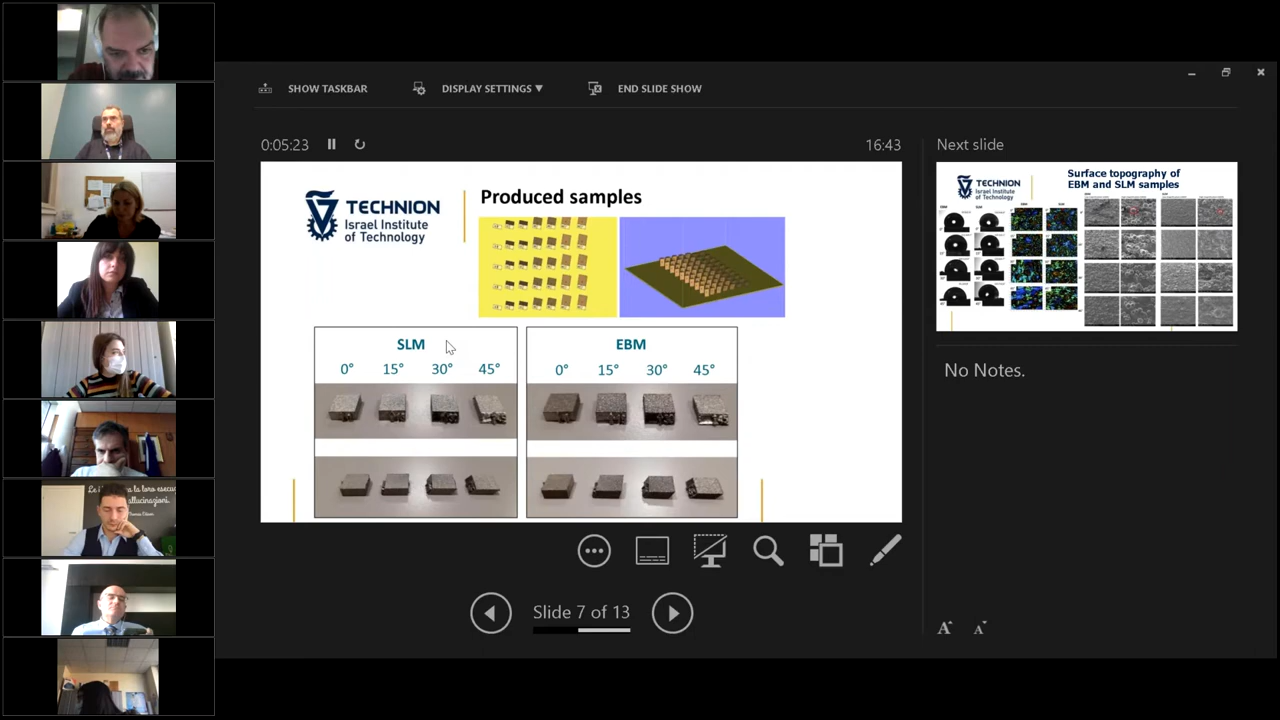 SHOW TASKBAR
DISPLAY SETTINGS ▼
END SLIDE SHOW
0:05:23
16:43
Next slide
TECHNION
Israel Institute
of Technology
Produced samples
SLM
0° 15° 30° 45°
EBM
0° 15° 30° 45°
TECHNION
Israel Institute
of Technology
Surface topography of
EBM and SLM samples
No Notes.
Slide 7 of 13
A A